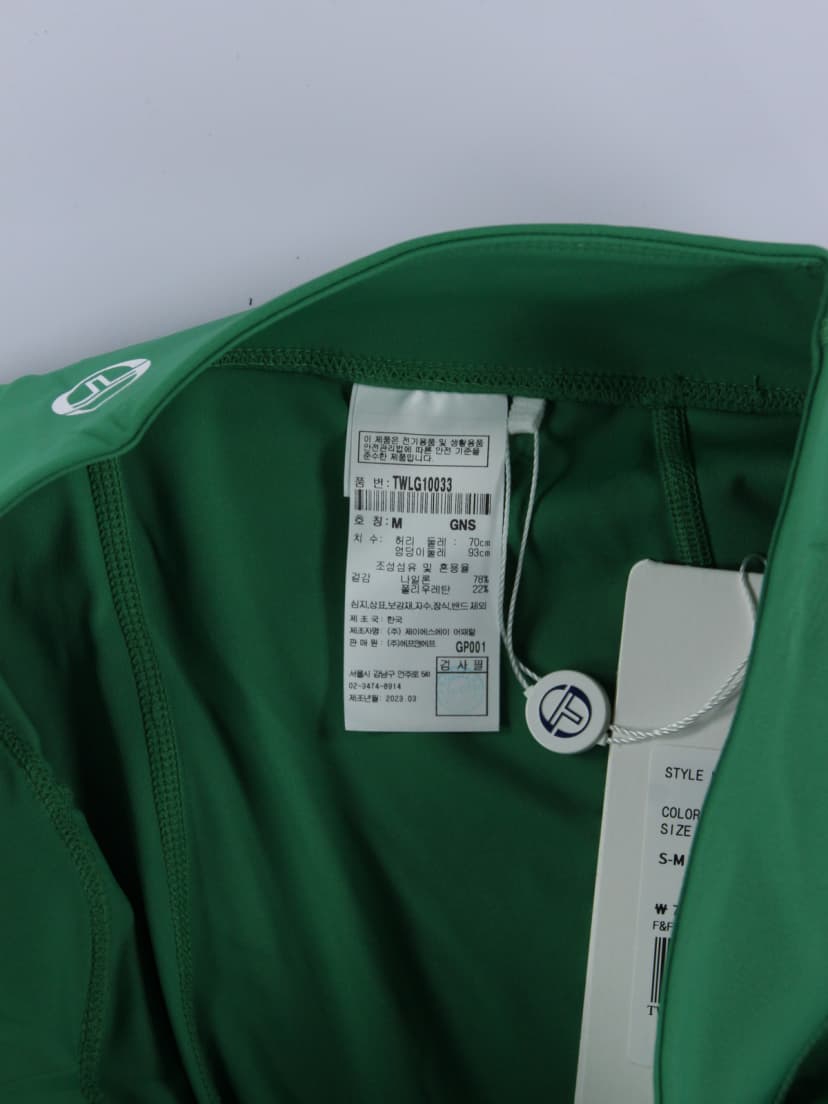 이 제품은 전기용품 및 생활용품
안전관리법에 따른 안전 기준을
준수한 제품입니다.
품 번 : TWLG10033
호 칭 : M GNS
치 수 : 허리 둘레 : 70cm
엉덩이둘레 : 93cm
조성섬유 및 혼용율
겉감 나일론 78%
폴리우레탄 22%
심지,상표,보강재,자수,장식,밴드 제외
제 조 국 : 한국
제조자명 : (주) 제이에스에이 어패럴
판 매 원 : (주)에프앤에프 GP001
검 사 필
서울시 강남구 언주로 541
02-3474-8914
제조년월 : 2023.03
STYLE
COLOR
SIZE
S-M
₩ 7
F&F